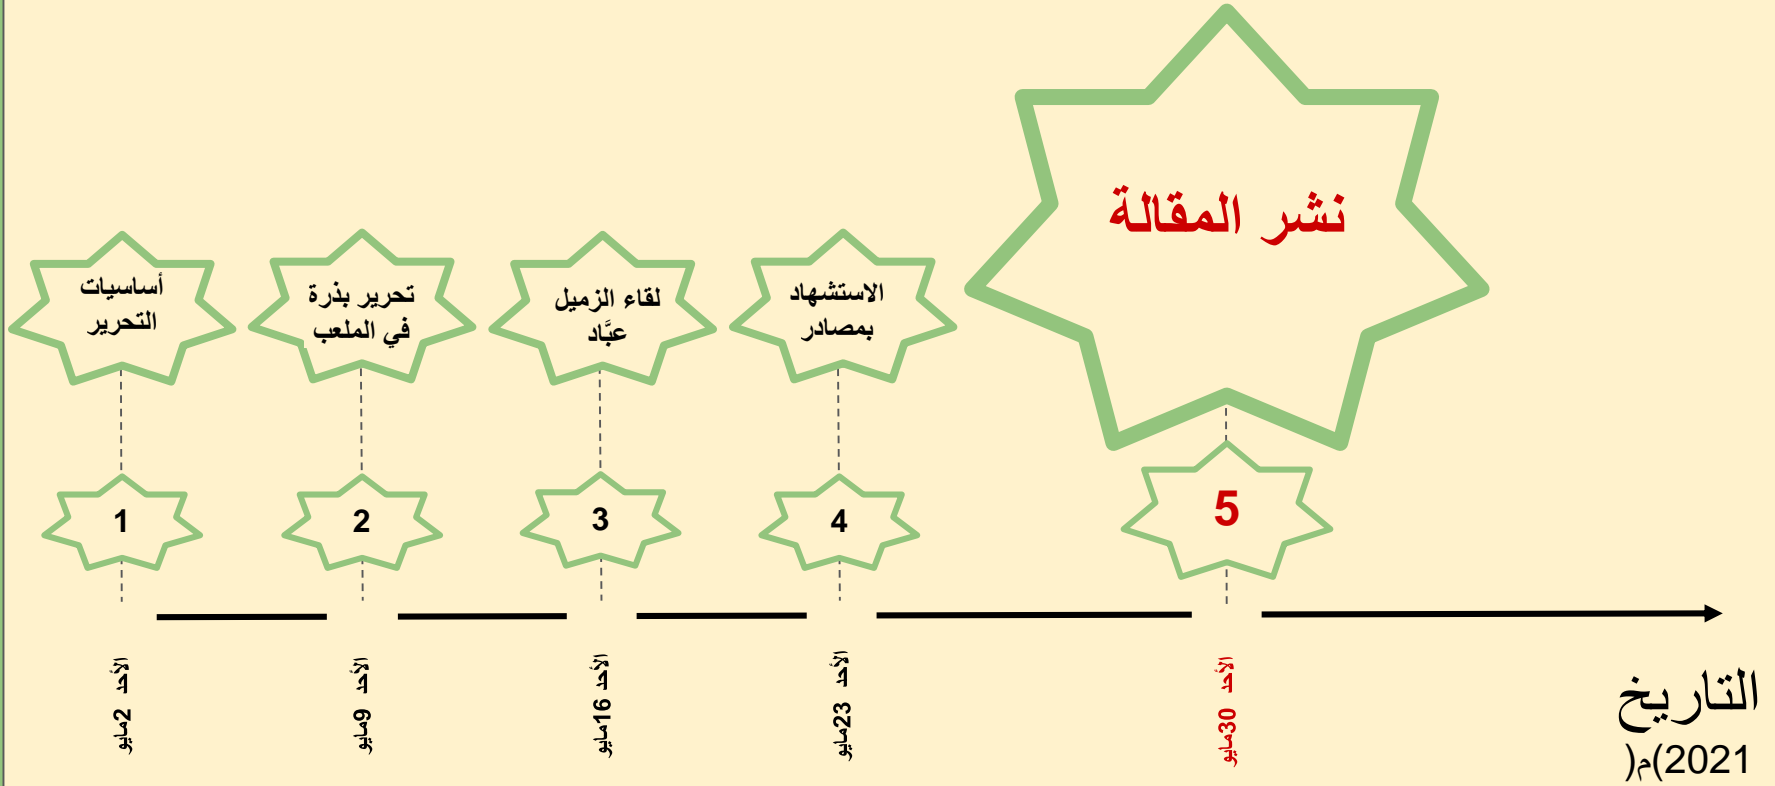 نشر المقالة
أساسيات
التحرير
تحرير بذرة
في الملعب
لقاء الزميل
عبَّاد
الاستشهاد
بمصادر
1
2
3
4
5
الأحد 2مايو
الأحد 9مايو
الأحد 16مايو
الأحد 23مايو
الأحد 30مايو
التاريخ
)م(2021